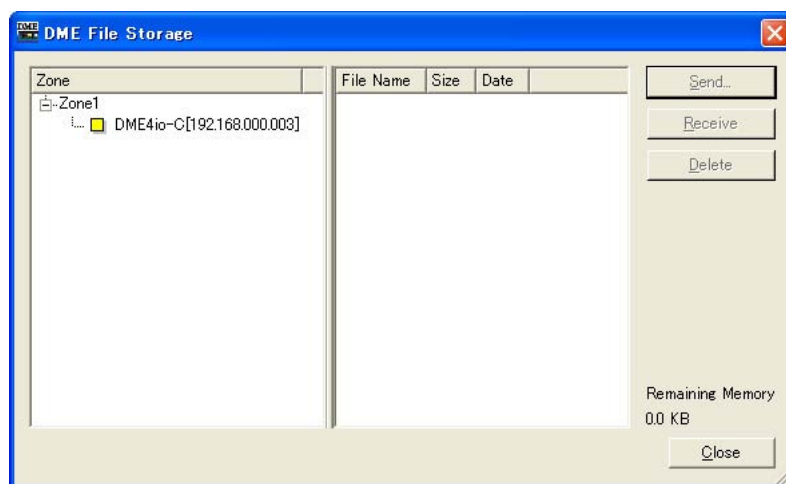 DME File Storage
Zone
File Name Size Date
Send...
Zone1
DME4io-C[192.168.000.003]
Receive
Delete
Remaining Memory
0.0 KB
Close